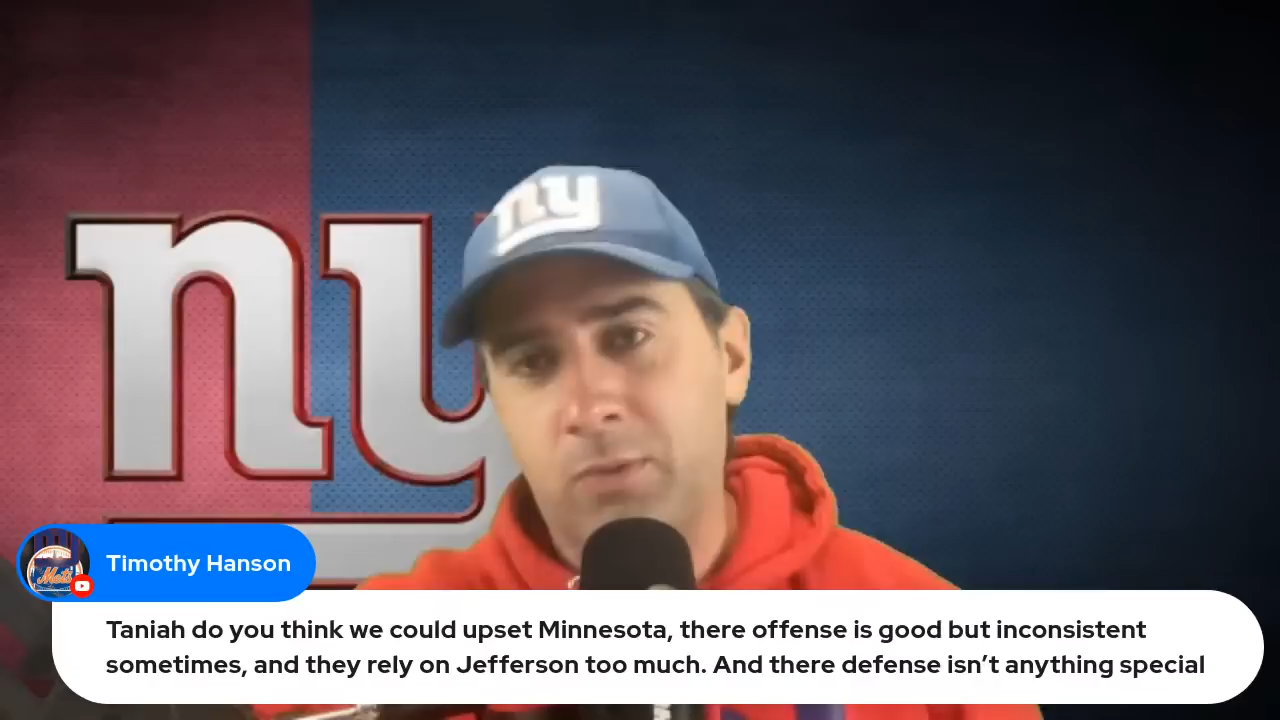 ny
ny
Mets
Timothy Hanson
Taniah do you think we could upset Minnesota, there offense is good but inconsistent
sometimes, and they rely on Jefferson too much. And there defense isn’t anything special